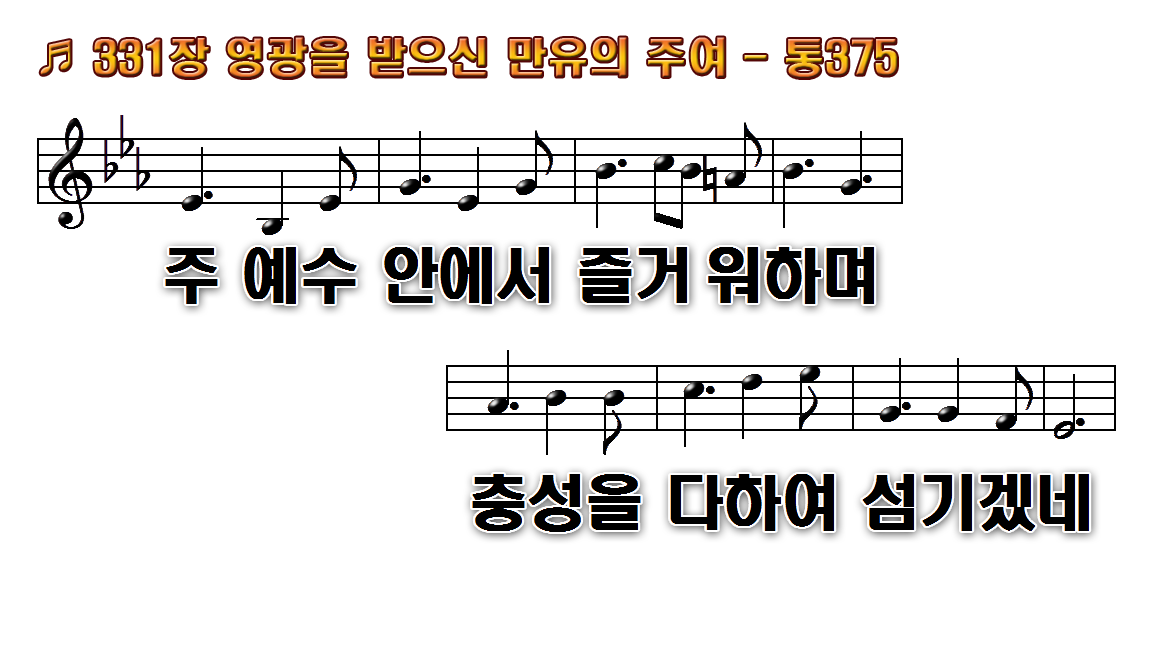 331장 영광을 받으신 만유의 주여 - 통375
주 예수 안에서 즐거 워하며
충성을 다하여 섬기겠네